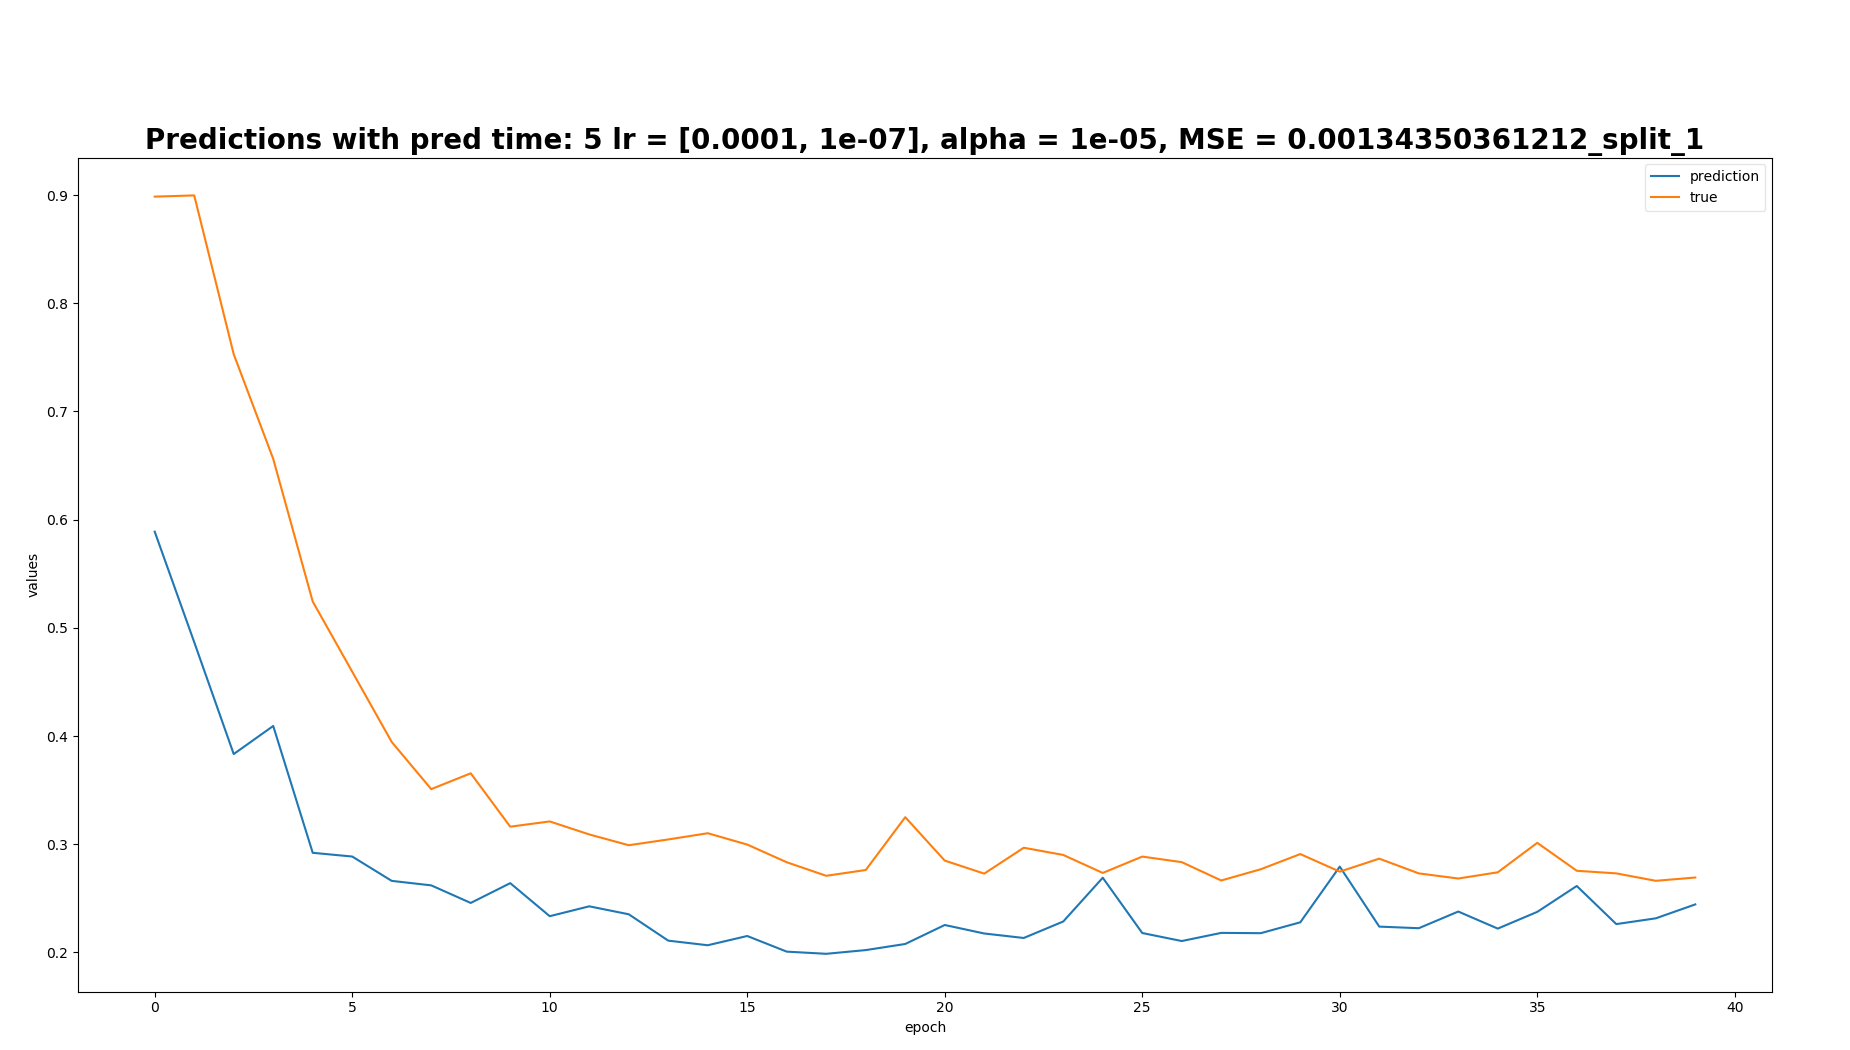 Predictions with pred time: 5 lr = [0.0001, 1e-07], alpha = 1e-05, MSE = 0.00134350361212_split_1
prediction
true
0.9
0.8
0.7
0.6
0.5
0.4
0.3
0.2
values
0 5 10 15 20 25 30 35 40
epoch